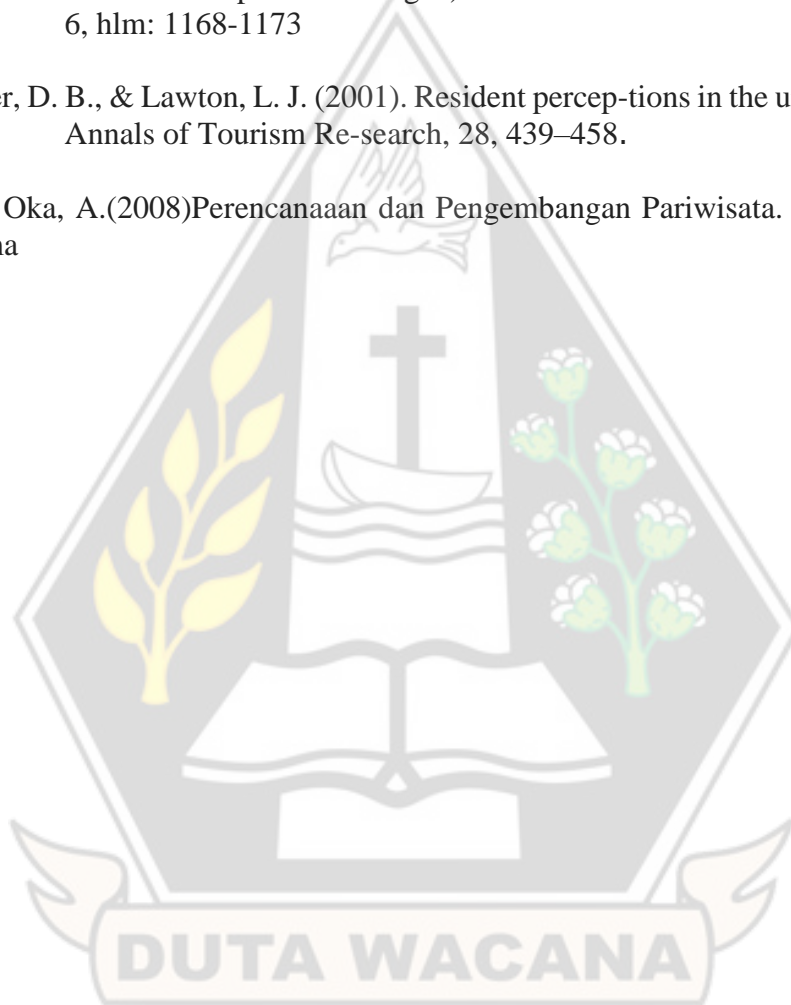 6, hlm: 1168-1173
er, D. B., & Lawton, L. J. (2001). Resident percep-tions in the u
Annals of Tourism Re-search, 28, 439–458.
Oka, A.(2008)Perencanaaan dan Pengembangan Pariwisata.
na
DUTA WACANA